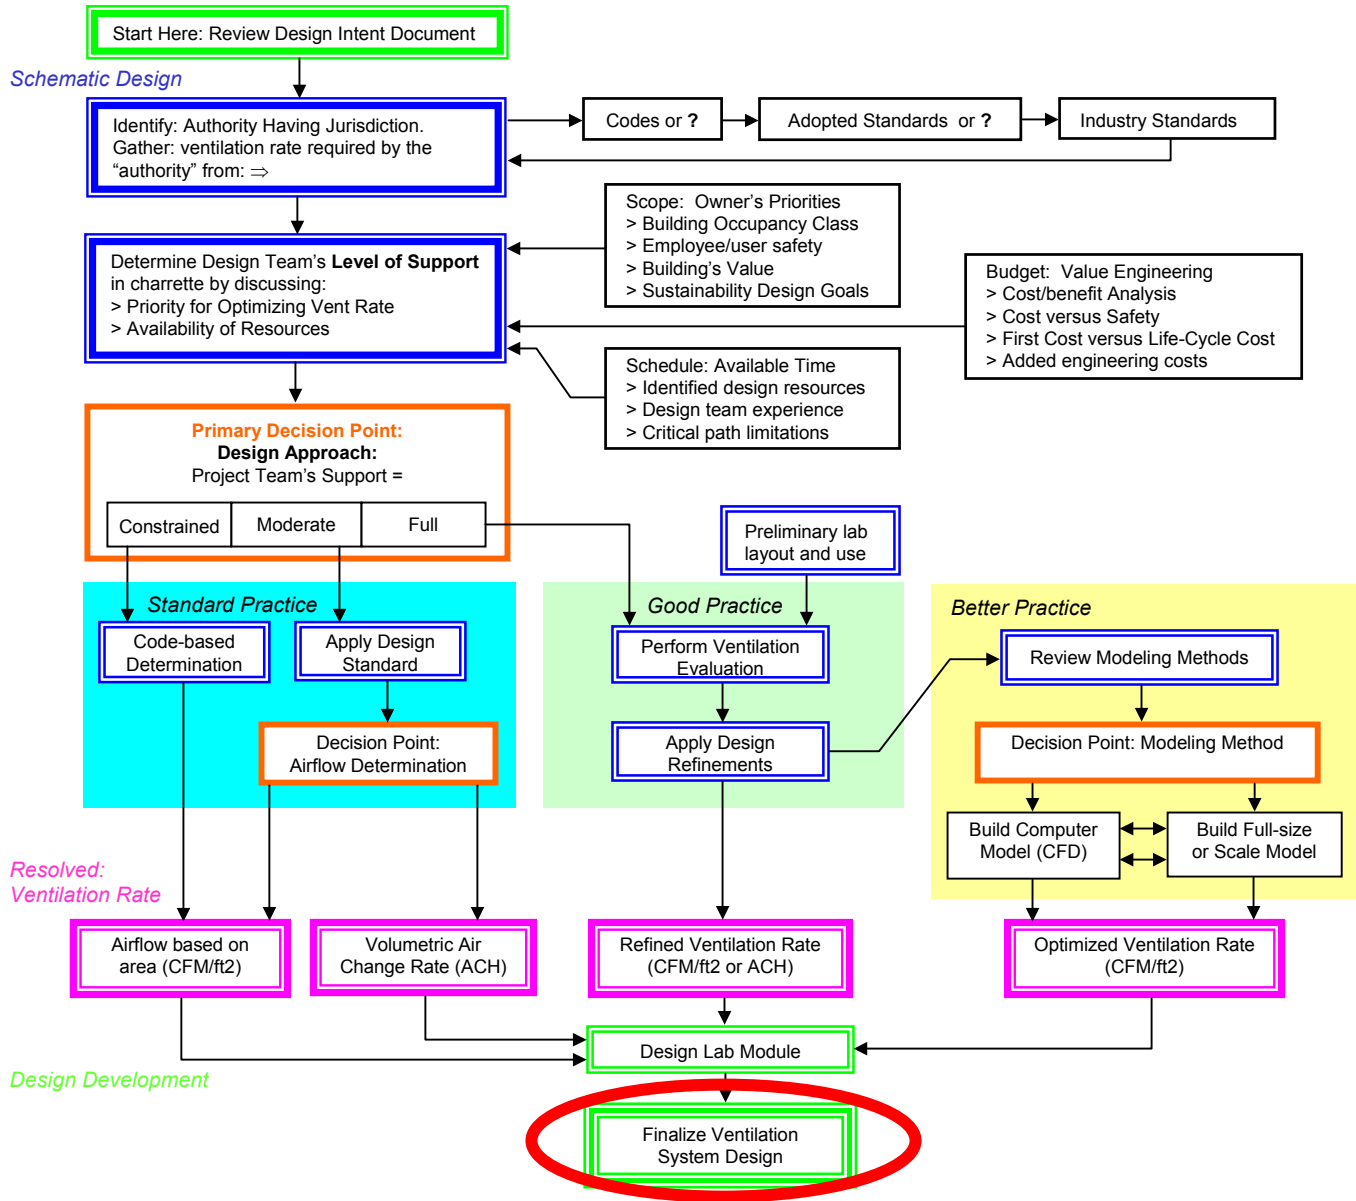 Start Here: Review Design Intent Document
Schematic Design
Identify: Authority Having Jurisdiction.
Gather: ventilation rate required by the
“authority” from: ⇒
Codes or ?
Adopted Standards or ?
Industry Standards
Scope: Owner’s Priorities
> Building Occupancy Class
> Employee/user safety
> Building’s Value
> Sustainability Design Goals
Determine Design Team’s Level of Support
in charrette by discussing:
> Priority for Optimizing Vent Rate
> Availability of Resources
Budget: Value Engineering
> Cost/benefit Analysis
> Cost versus Safety
> First Cost versus Life-Cycle Cost
> Added engineering costs
Schedule: Available Time
> Identified design resources
> Design team experience
> Critical path limitations
Primary Decision Point:
Design Approach:
Project Team’s Support =
Constrained
Moderate
Full
Preliminary lab
layout and use
Standard Practice
Good Practice
Better Practice
Code-based
Determination
Apply Design
Standard
Perform Ventilation
Evaluation
Review Modeling Methods
Decision Point:
Airflow Determination
Apply Design
Refinements
Decision Point: Modeling Method
Build Computer
Model (CFD)
Build Full-size
or Scale Model
Resolved:
Ventilation Rate
Airflow based on
area (CFM/ft2)
Volumetric Air
Change Rate (ACH)
Refined Ventilation Rate
(CFM/ft2 or ACH)
Optimized Ventilation Rate
(CFM/ft2)
Design Lab Module
Design Development
Finalize Ventilation
System Design